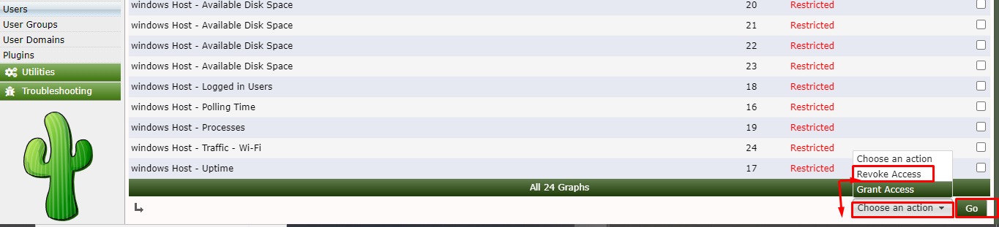 Users
User Groups
User Domains
Plugins
Utilities
Troubleshooting
windows Host - Available Disk Space 20 Restricted
windows Host - Available Disk Space 21 Restricted
windows Host - Available Disk Space 22 Restricted
windows Host - Available Disk Space 23 Restricted
windows Host - Logged in Users 18 Restricted
windows Host - Polling Time 16 Restricted
windows Host - Processes 19 Restricted
windows Host - Traffic - Wi-Fi 24 Restricted
windows Host - Uptime 17 Restricted
All 24 Graphs
Choose an action
Revoke Access
Grant Access
Choose an action
Go